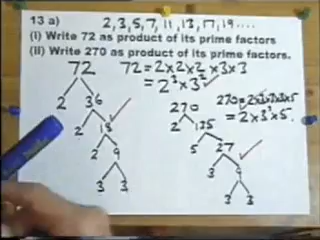 13 a) 2, 3, 5, 7, 11, 13, 17, 19 ....
(i) Write 72 as product of its prime factors
(ii) Write 270 as product of its prime factors.
72
72 = 2 × 2 × 2 × 3 × 3
= 2³ × 3²
2 36
2 18
2 9
3 3
270
270 = 2×3×3×3×5
= 2 × 3³ × 5
2 135
5 27
3 9
3 3